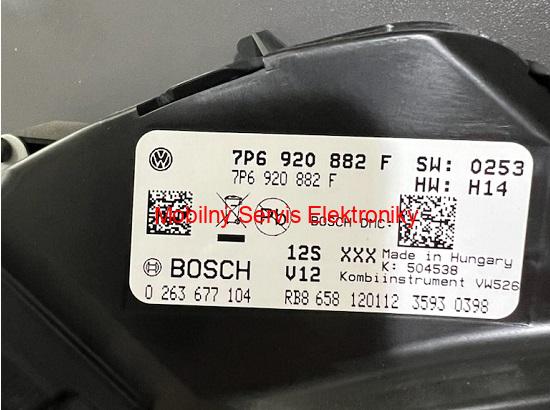 7P6 920 882 F SW: 0253
7P6 920 882 F HW: H14
Mobilny Servis Elektroniky
BOSCH-DMC:
12S XXX Made in Hungary
BOSCH V12 K: 504538
Kombiinstrument VW526
0 263 677 104 RB8 658 120112 3593 0398